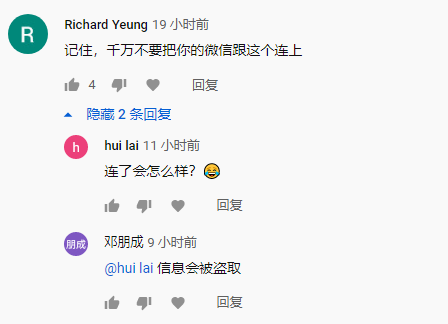 R
Richard Yeung 19 小时前
记住，千万不要把你的微信跟这个连上
4 回复
隐藏 2 条回复
h
hui lai 11 小时前
连了会怎么样？😂
回复
朋成
邓朋成 9 小时前
@hui lai 信息会被盗取
回复